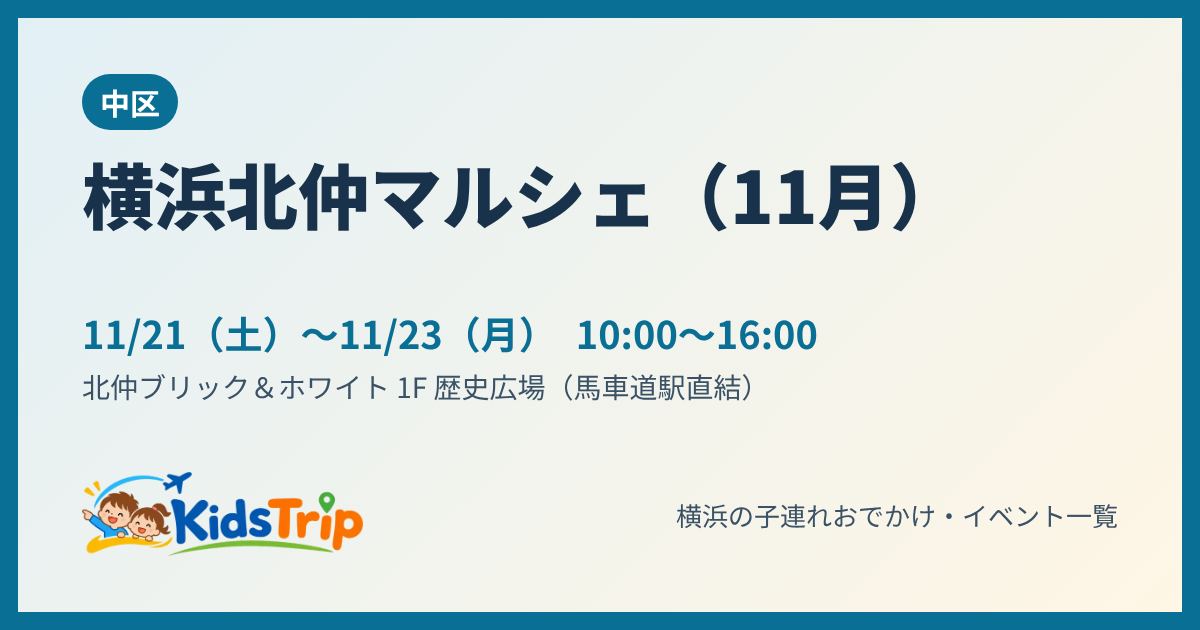 中区
横浜北仲マルシェ（11月）
11/21（土）〜11/23（月） 10:00〜16:00
北仲ブリック＆ホワイト 1F 歴史広場（馬車道駅直結）
KidsTrip
横浜の子連れおでかけ・イベント一覧